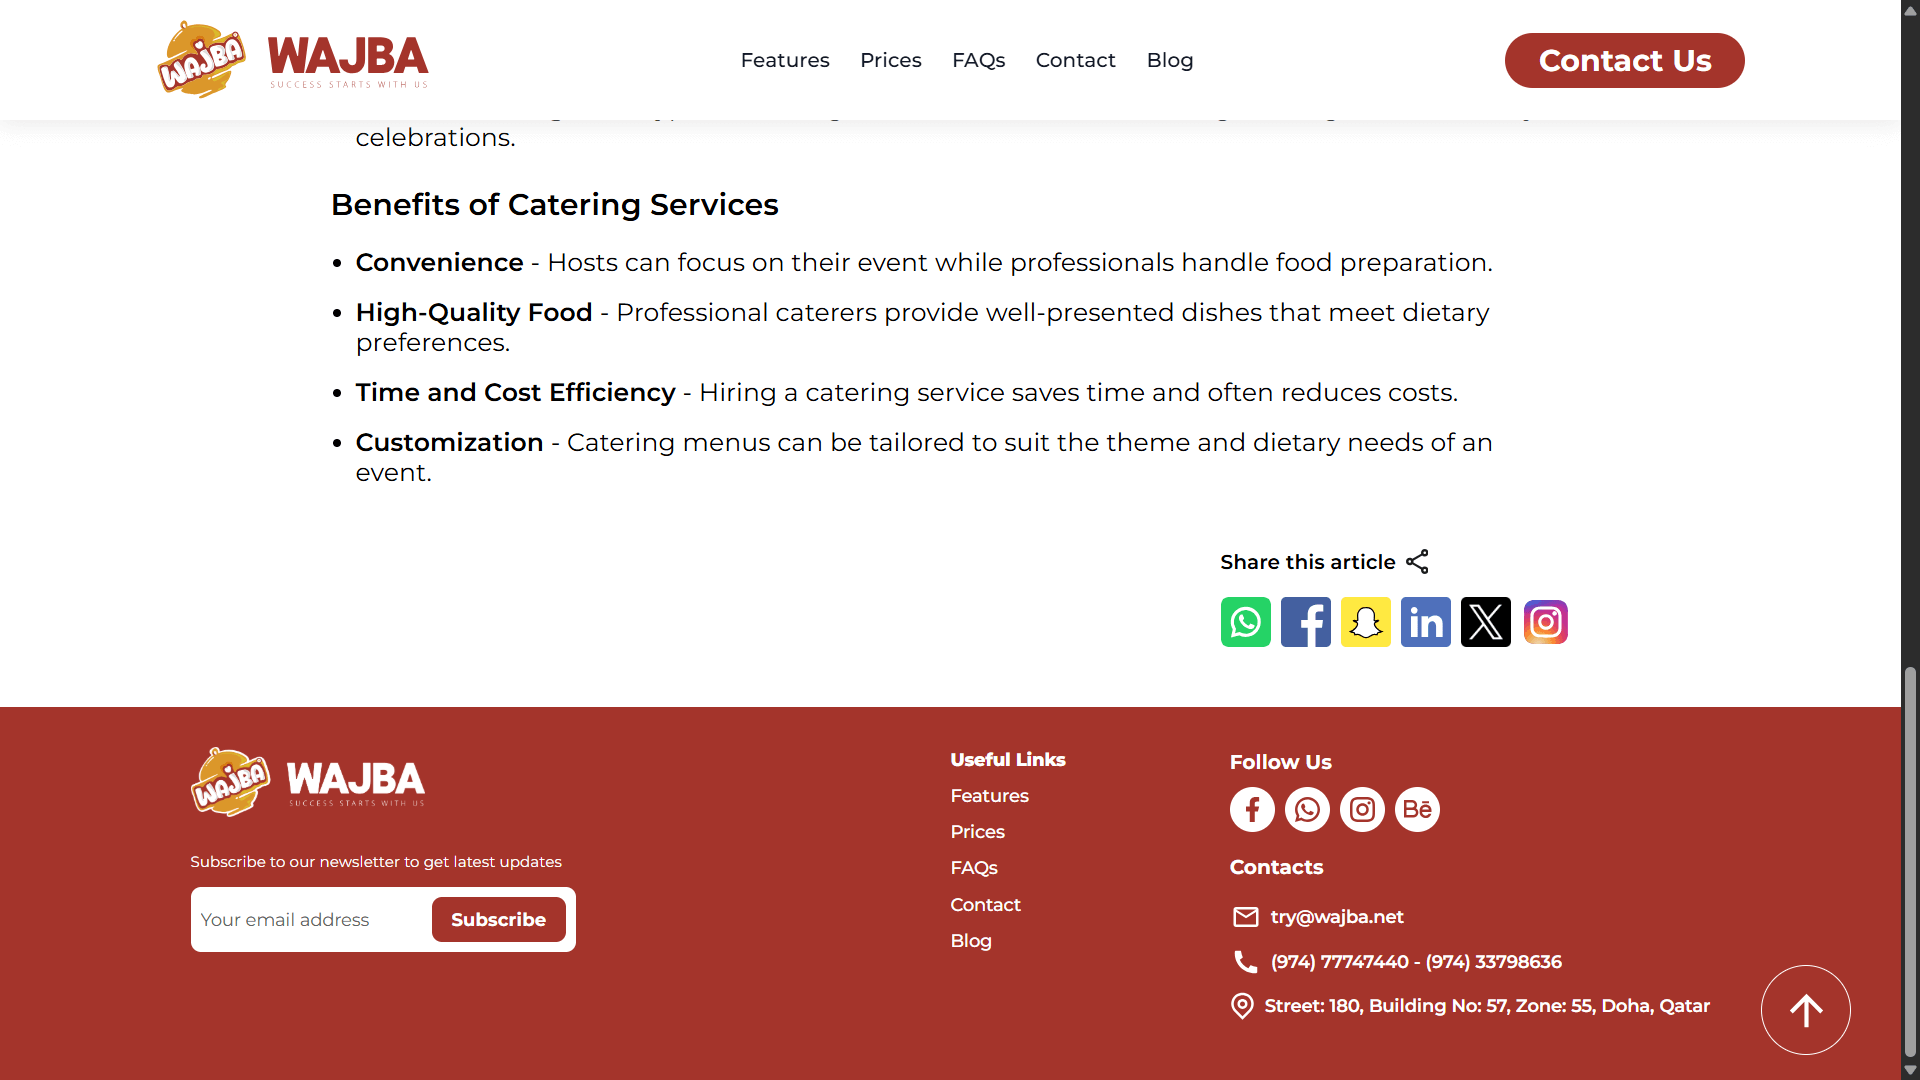 WAJBA
WAJBA
SUCCESS STARTS WITH US
Features
Prices
FAQs
Contact
Blog
Contact Us
celebrations.
Benefits of Catering Services
• Convenience - Hosts can focus on their event while professionals handle food preparation.
• High-Quality Food - Professional caterers provide well-presented dishes that meet dietary
preferences.
• Time and Cost Efficiency - Hiring a catering service saves time and often reduces costs.
• Customization - Catering menus can be tailored to suit the theme and dietary needs of an
event.
Share this article
WAJBA
WAJBA
SUCCESS STARTS WITH US
Subscribe to our newsletter to get latest updates
Your email address
Subscribe
Useful Links
Features
Prices
FAQs
Contact
Blog
Follow Us
Bē
Contacts
try@wajba.net
(974) 77747440 - (974) 33798636
Street: 180, Building No: 57, Zone: 55, Doha, Qatar